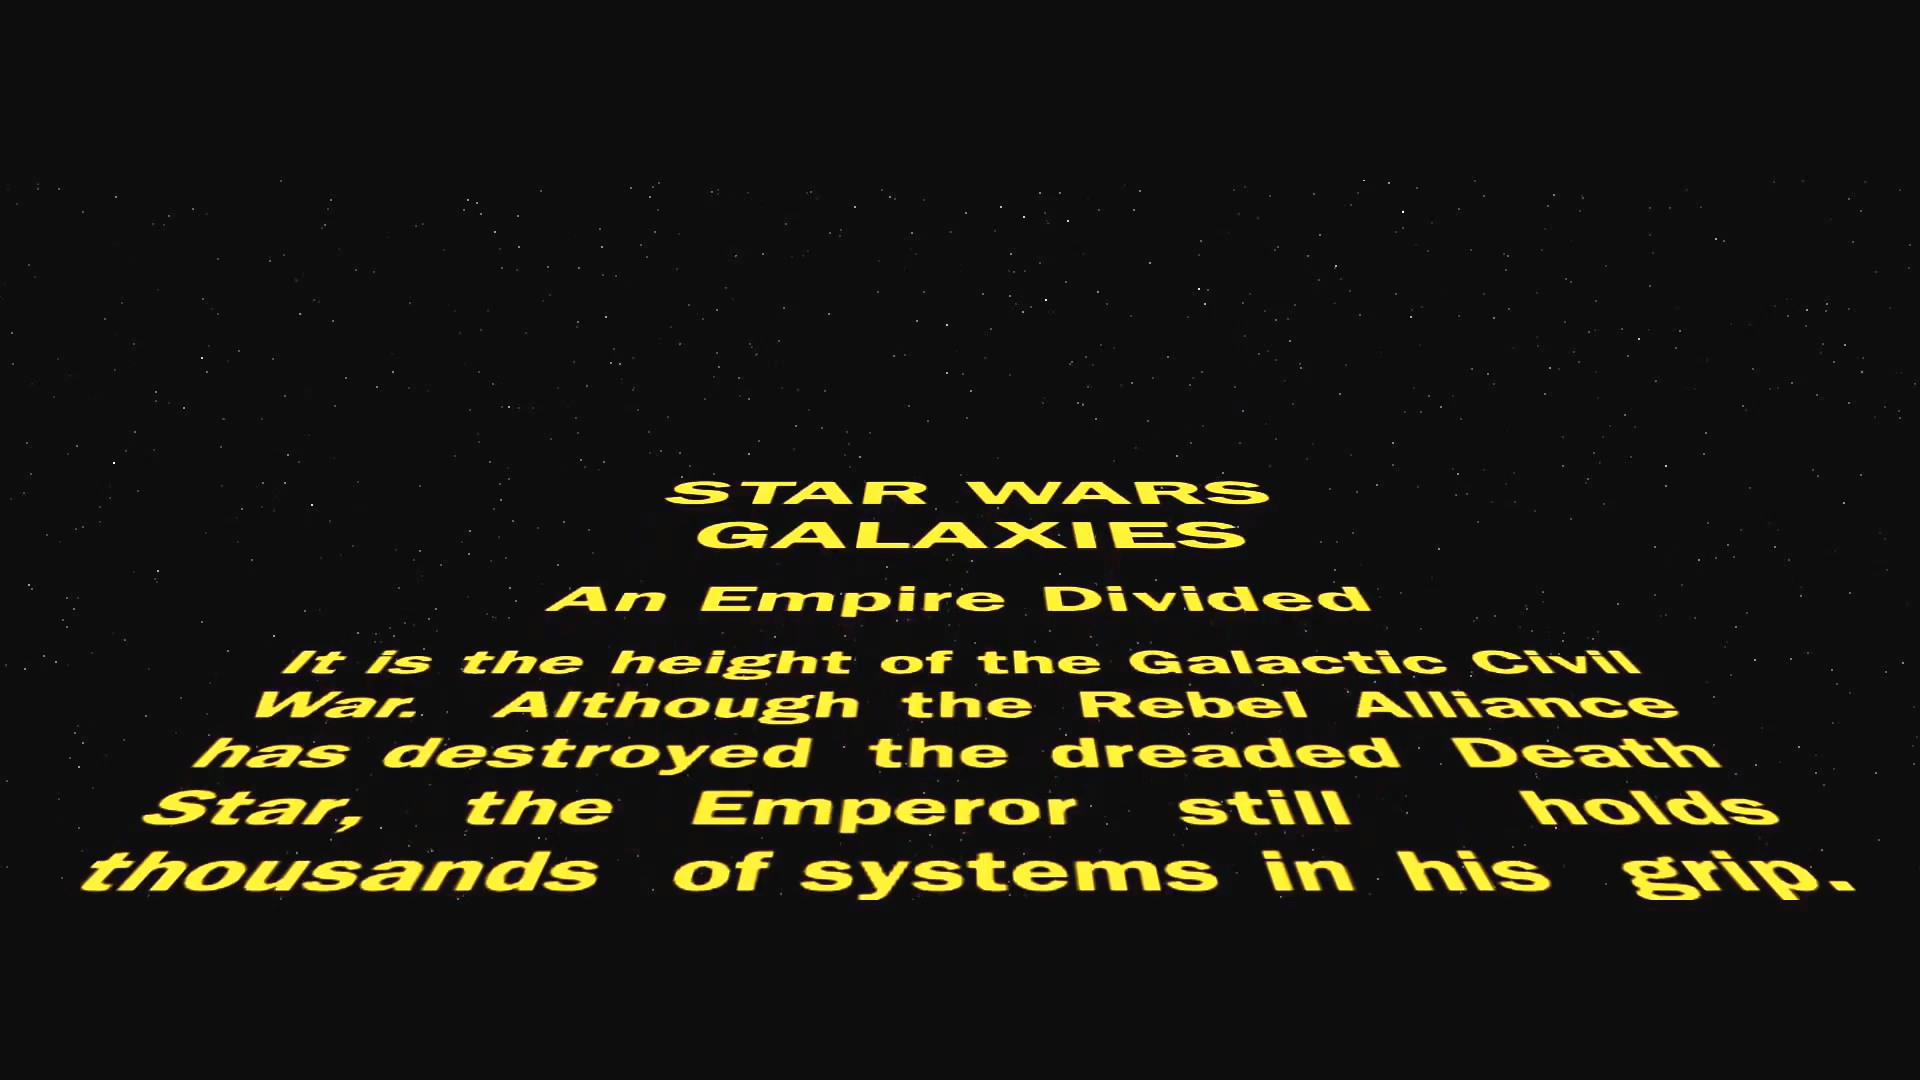 STAR WARS
GALAXIES
An Empire Divided
It is the height of the Galactic Civil
War. Although the Rebel Alliance
has destroyed the dreaded Death
Star, the Emperor still holds
thousands of systems in his grip.